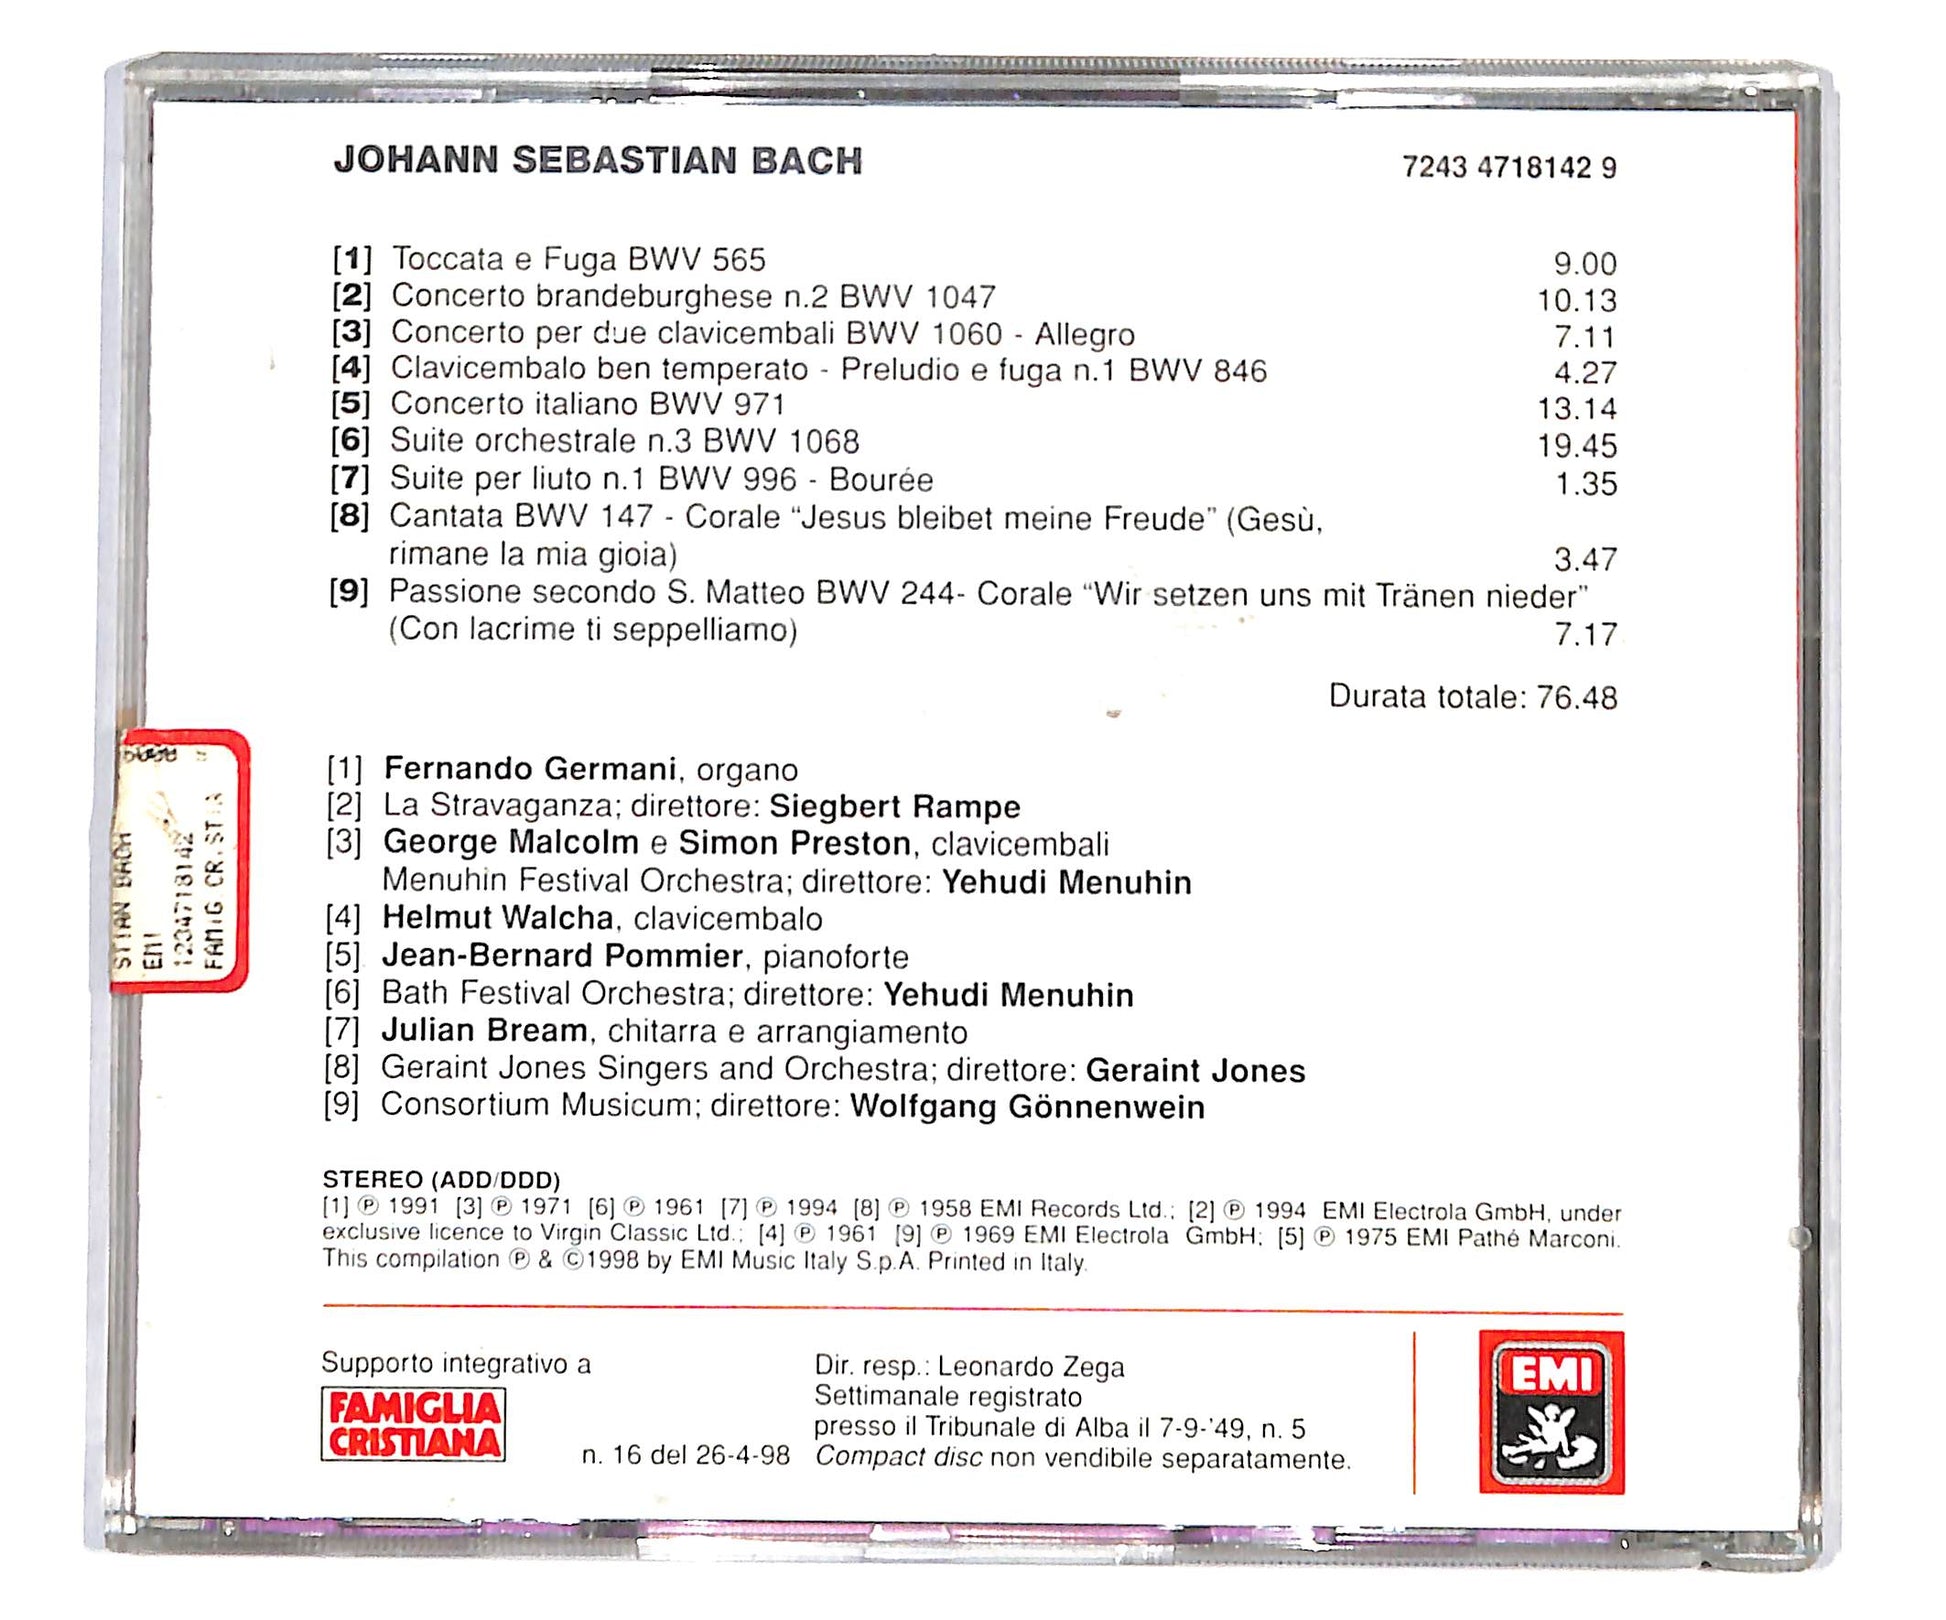 JOHANN SEBASTIAN BACH 7243 4718142 9
[1] Toccata e Fuga BWV 565 9.00
[2] Concerto brandeburghese n.2 BWV 1047 10.13
[3] Concerto per due clavicembali BWV 1060 - Allegro 7.11
[4] Clavicembalo ben temperato - Preludio e fuga n.1 BWV 846 4.27
[5] Concerto italiano BWV 971 13.14
[6] Suite orchestrale n.3 BWV 1068 19.45
[7] Suite per liuto n.1 BWV 996 - Bourée 1.35
[8] Cantata BWV 147 - Corale “Jesus bleibet meine Freude” (Gesù,
rimane la mia gioia) 3.47
[9] Passione secondo S. Matteo BWV 244- Corale “Wir setzen uns mit Tränen nieder”
(Con lacrime ti seppelliamo) 7.17
Durata totale: 76.48
[1] Fernando Germani, organo
[2] La Stravaganza; direttore: Siegbert Rampe
[3] George Malcolm e Simon Preston, clavicembali
Menuhin Festival Orchestra; direttore: Yehudi Menuhin
[4] Helmut Walcha, clavicembalo
[5] Jean-Bernard Pommier, pianoforte
[6] Bath Festival Orchestra; direttore: Yehudi Menuhin
[7] Julian Bream, chitarra e arrangiamento
[8] Geraint Jones Singers and Orchestra; direttore: Geraint Jones
[9] Consortium Musicum; direttore: Wolfgang Gönnenwein
STEREO (ADD/DDD)
[1] ℗ 1991 [3] ℗ 1971 [6] ℗ 1961 [7] ℗ 1994 [8] ℗ 1958 EMI Records Ltd.; [2] ℗ 1994 EMI Electrola GmbH, under
exclusive licence to Virgin Classic Ltd.; [4] ℗ 1961 [9] ℗ 1969 EMI Electrola GmbH; [5] ℗ 1975 EMI Pathé Marconi.
This compilation ℗ & ©1998 by EMI Music Italy S.p.A. Printed in Italy.
Supporto integrativo a
FAMIGLIA
CRISTIANA
n. 16 del 26-4-98
Dir. resp.: Leonardo Zega
Settimanale registrato
presso il Tribunale di Alba il 7-9-'49, n. 5
Compact disc non vendibile separatamente.
EMI
STIAN BACH
EMI
FAMIG CR.